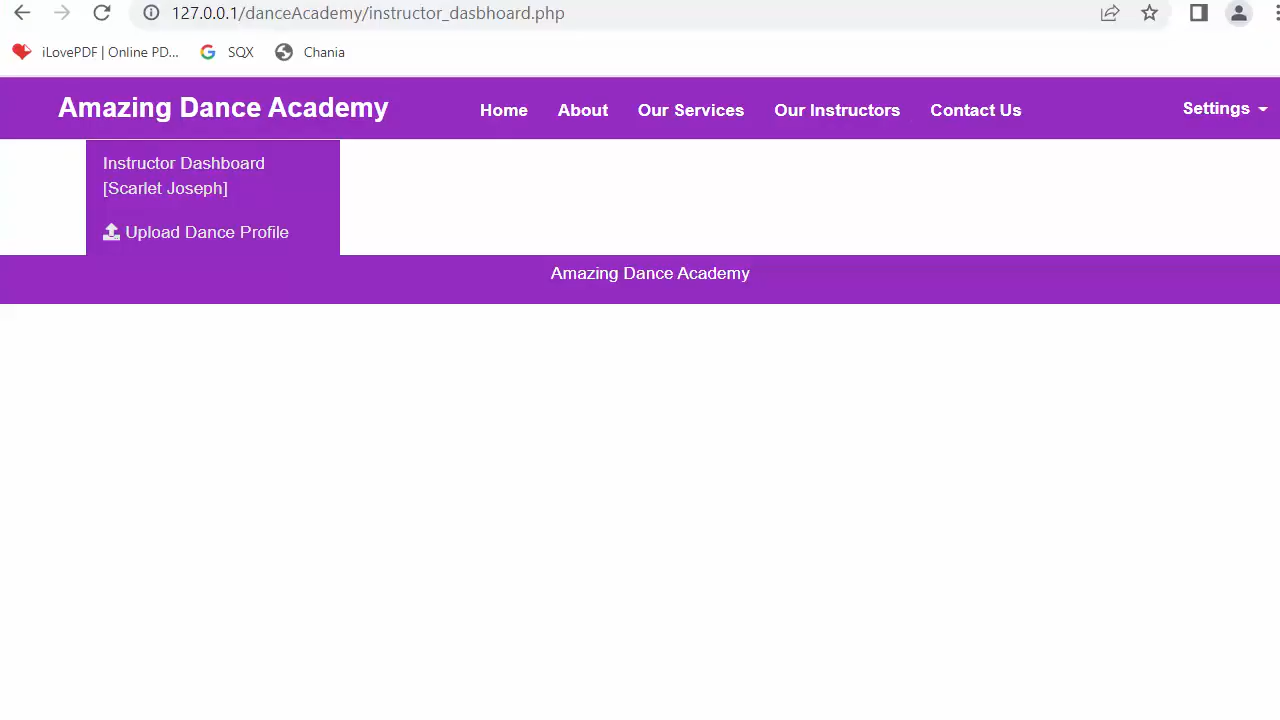 127.0.0.1/danceAcademy/instructor_dasbhoard.php
iLovePDF | Online PD... SQX Chania
Amazing Dance Academy Home About Our Services Our Instructors Contact Us Settings
Instructor Dashboard
[Scarlet Joseph]
Upload Dance Profile
Amazing Dance Academy